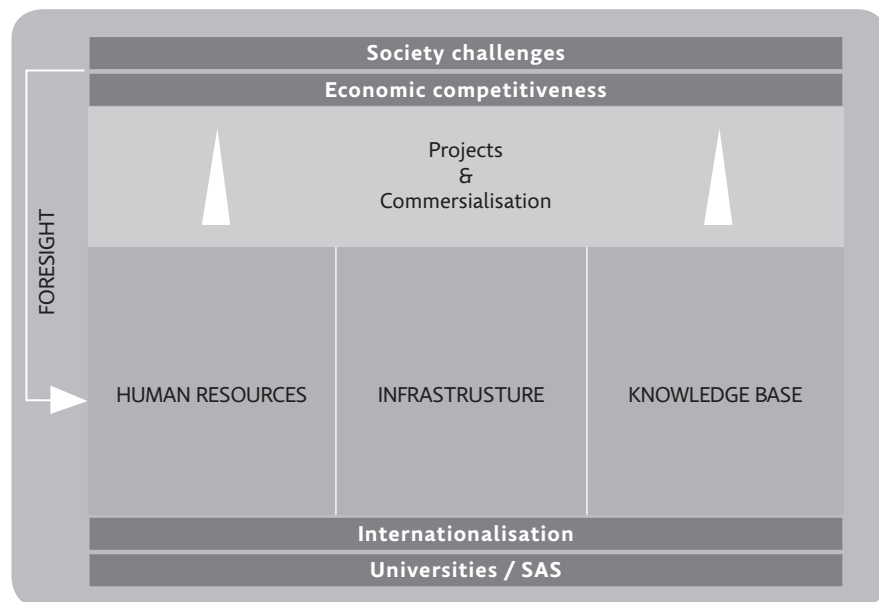 Society challenges
Economic competitiveness
Projects
&
Commersialisation
FORESIGHT
HUMAN RESOURCES
INFRASTRUSTURE
KNOWLEDGE BASE
Internationalisation
Universities / SAS